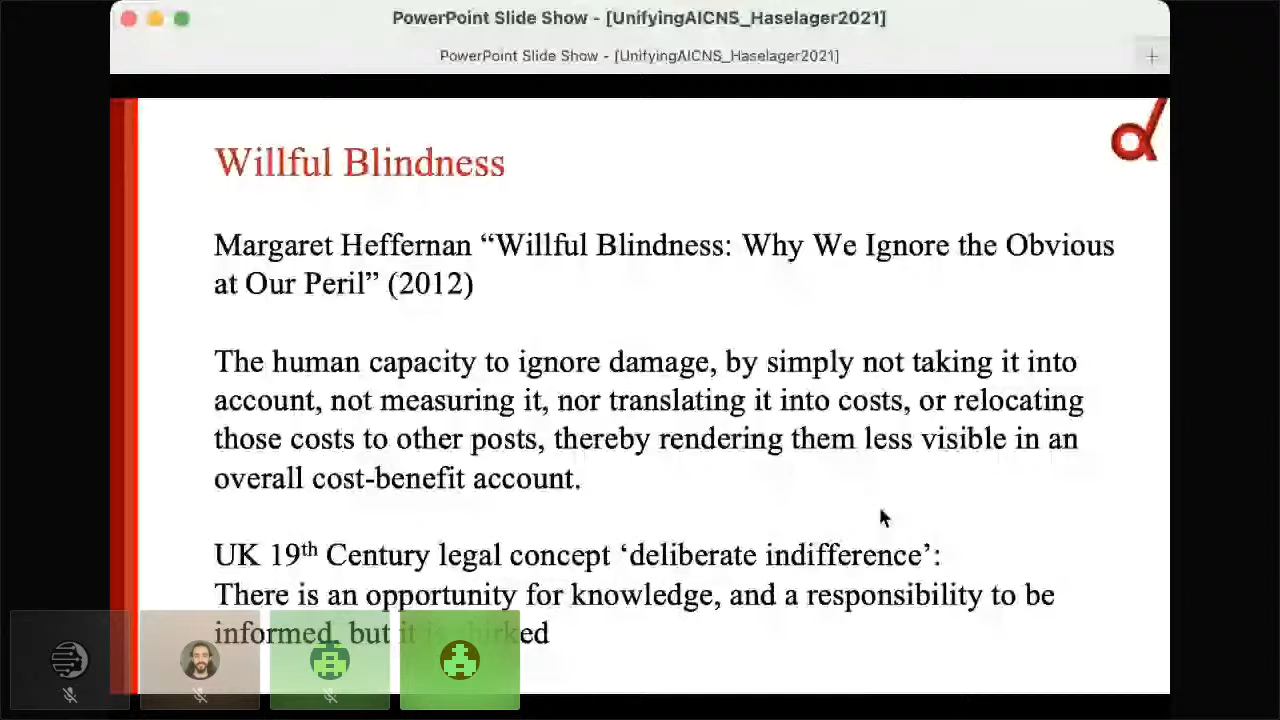 PowerPoint Slide Show - [UnifyingAICNS_Haselager2021]
PowerPoint Slide Show - [UnifyingAICNS_Haselager2021]
Willful Blindness
Margaret Heffernan “Willful Blindness: Why We Ignore the Obvious
at Our Peril” (2012)
The human capacity to ignore damage, by simply not taking it into
account, not measuring it, nor translating it into costs, or relocating
those costs to other posts, thereby rendering them less visible in an
overall cost-benefit account.
UK 19th Century legal concept ‘deliberate indifference’:
There is an opportunity for knowledge, and a responsibility to be
informed, but it is shirked